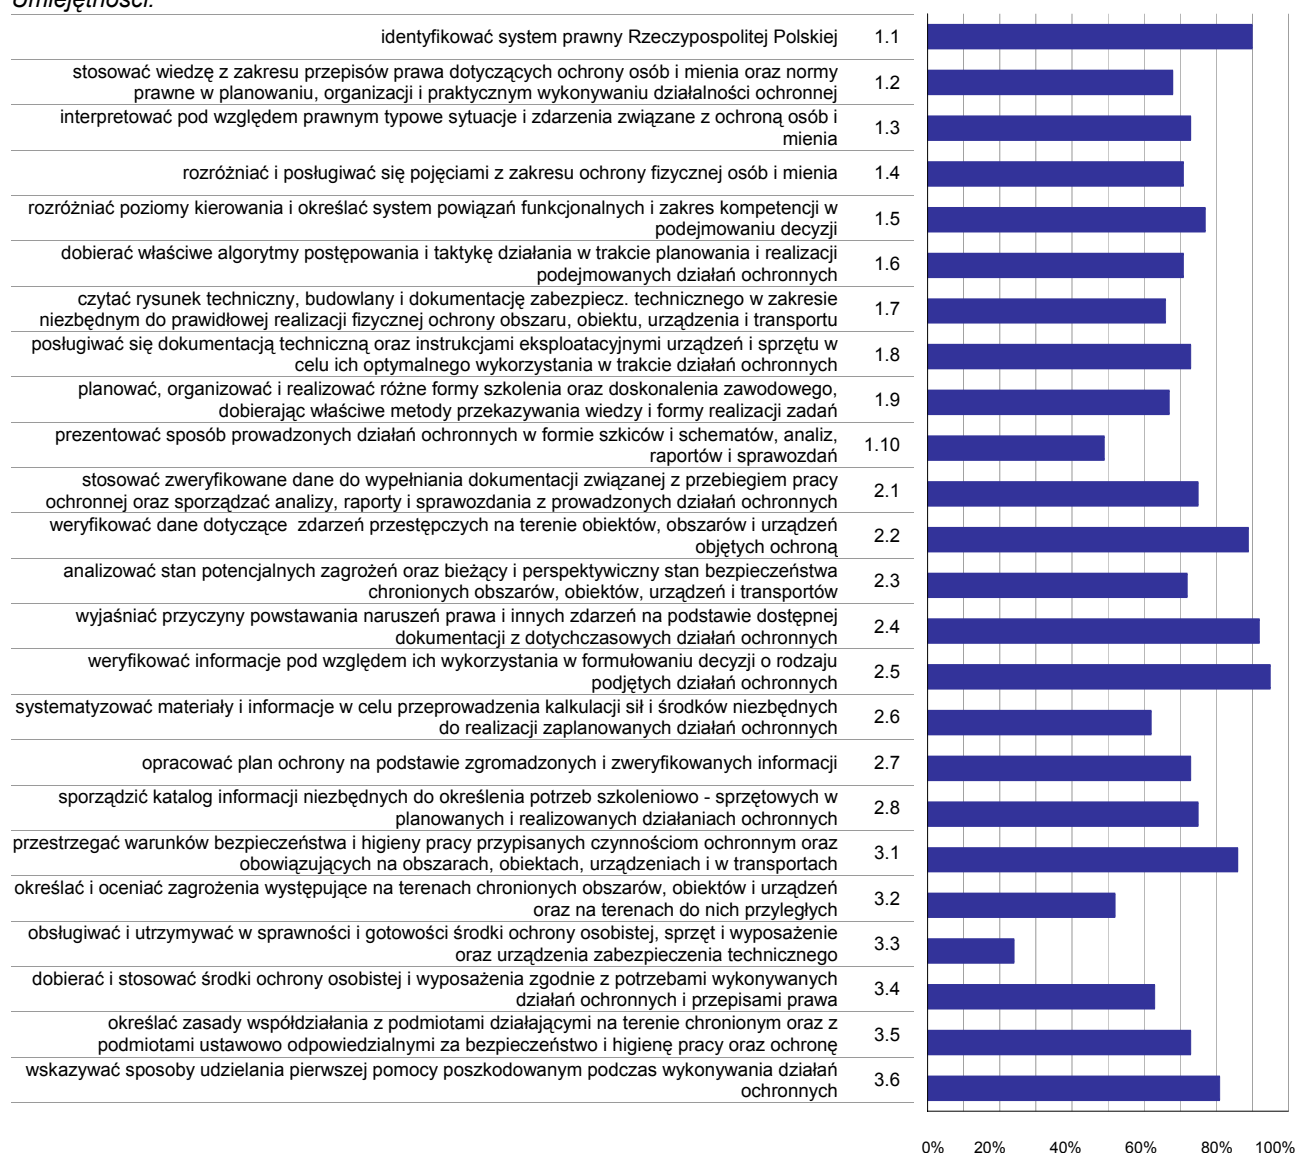 Umiejętności:
identyfikować system prawny Rzeczypospolitej Polskiej 1.1
stosować wiedzę z zakresu przepisów prawa dotyczących ochrony osób i mienia oraz normy
prawne w planowaniu, organizacji i praktycznym wykonywaniu działalności ochronnej 1.2
interpretować pod względem prawnym typowe sytuacje i zdarzenia związane z ochroną osób i
mienia 1.3
rozróżniać i posługiwać się pojęciami z zakresu ochrony fizycznej osób i mienia 1.4
rozróżniać poziomy kierowania i określać system powiązań funkcjonalnych i zakres kompetencji w
podejmowaniu decyzji 1.5
dobierać właściwe algorytmy postępowania i taktykę działania w trakcie planowania i realizacji
podejmowanych działań ochronnych 1.6
czytać rysunek techniczny, budowlany i dokumentację zabezpiecz. technicznego w zakresie
niezbędnym do prawidłowej realizacji fizycznej ochrony obszaru, obiektu, urządzenia i transportu 1.7
posługiwać się dokumentacją techniczną oraz instrukcjami eksploatacyjnymi urządzeń i sprzętu w
celu ich optymalnego wykorzystania w trakcie działań ochronnych 1.8
planować, organizować i realizować różne formy szkolenia oraz doskonalenia zawodowego,
dobierając właściwe metody przekazywania wiedzy i formy realizacji zadań 1.9
prezentować sposób prowadzonych działań ochronnych w formie szkiców i schematów, analiz,
raportów i sprawozdań 1.10
stosować zweryfikowane dane do wypełniania dokumentacji związanej z przebiegiem pracy
ochronnej oraz sporządzać analizy, raporty i sprawozdania z prowadzonych działań ochronnych 2.1
weryfikować dane dotyczące zdarzeń przestępczych na terenie obiektów, obszarów i urządzeń
objętych ochroną 2.2
analizować stan potencjalnych zagrożeń oraz bieżący i perspektywiczny stan bezpieczeństwa
chronionych obszarów, obiektów, urządzeń i transportów 2.3
wyjaśniać przyczyny powstawania naruszeń prawa i innych zdarzeń na podstawie dostępnej
dokumentacji z dotychczasowych działań ochronnych 2.4
weryfikować informacje pod względem ich wykorzystania w formułowaniu decyzji o rodzaju
podjętych działań ochronnych 2.5
systematyzować materiały i informacje w celu przeprowadzenia kalkulacji sił i środków niezbędnych
do realizacji zaplanowanych działań ochronnych 2.6
opracować plan ochrony na podstawie zgromadzonych i zweryfikowanych informacji 2.7
sporządzić katalog informacji niezbędnych do określenia potrzeb szkoleniowo - sprzętowych w
planowanych i realizowanych działaniach ochronnych 2.8
przestrzegać warunków bezpieczeństwa i higieny pracy przypisanych czynnościom ochronnym oraz
obowiązujących na obszarach, obiektach, urządzeniach i w transportach 3.1
określać i oceniać zagrożenia występujące na terenach chronionych obszarów, obiektów i urządzeń
oraz na terenach do nich przyległych 3.2
obsługiwać i utrzymywać w sprawności i gotowości środki ochrony osobistej, sprzęt i wyposażenie
oraz urządzenia zabezpieczenia technicznego 3.3
dobierać i stosować środki ochrony osobistej i wyposażenia zgodnie z potrzebami wykonywanych
działań ochronnych i przepisami prawa 3.4
określać zasady współdziałania z podmiotami działającymi na terenie chronionym oraz z
podmiotami ustawowo odpowiedzialnymi za bezpieczeństwo i higienę pracy oraz ochronę 3.5
wskazywać sposoby udzielania pierwszej pomocy poszkodowanym podczas wykonywania działań
ochronnych 3.6
0% 20% 40% 60% 80% 100%